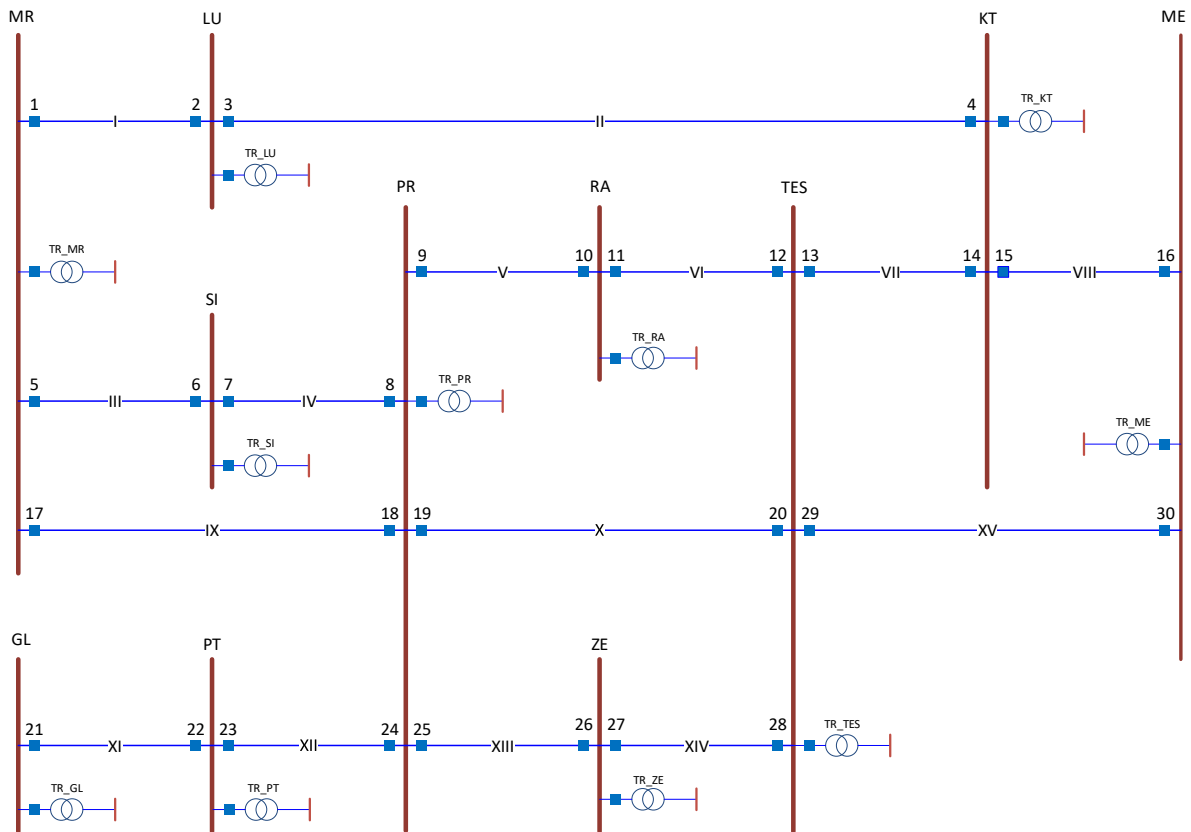 MR LU KT ME
1 I 2 3 II 4 TR_KT
TR_LU
PR RA TES
TR_MR 9 V 10 11 VI 12 13 VII 14 15 VIII 16
SI
TR_RA
5 III 6 7 IV 8 TR_PR
TR_SI TR_ME
17 IX 18 19 X 20 29 XV 30
GL PT ZE
21 XI 22 23 XII 24 25 XIII 26 27 XIV 28 TR_TES
TR_GL TR_PT TR_ZE